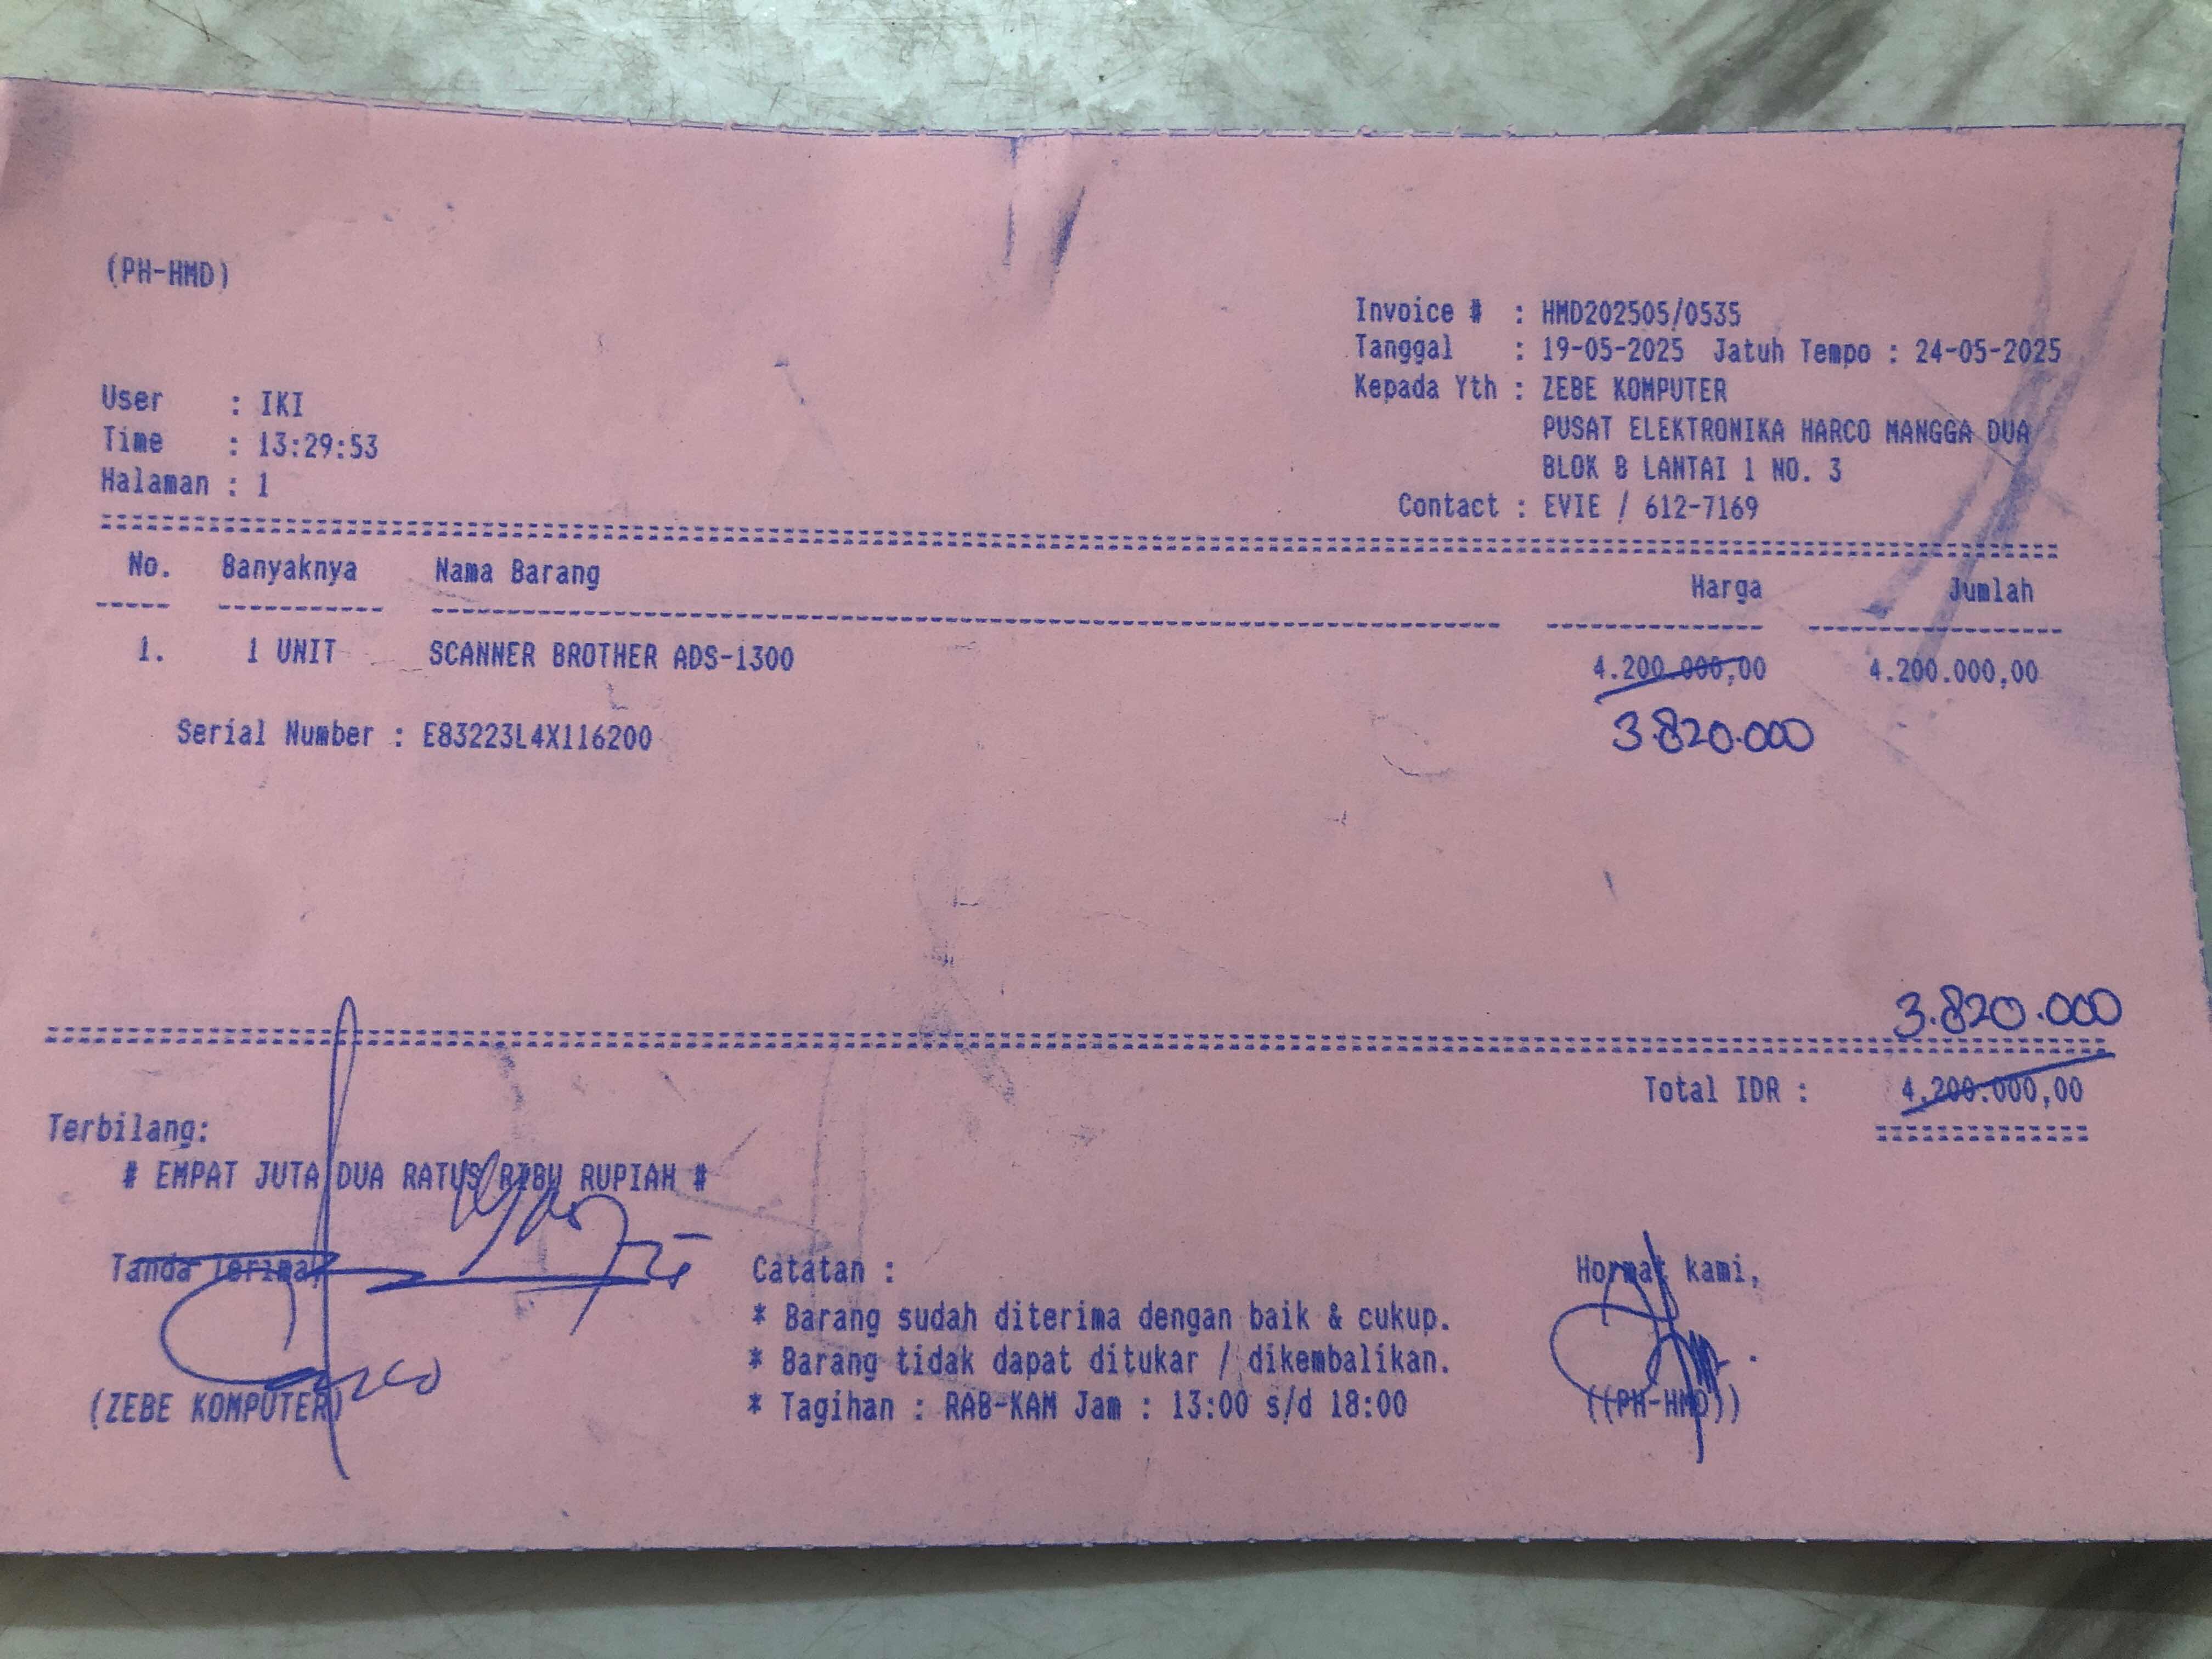 (PH-HMD)
Invoice # : HMD202505/0535
Tanggal : 19-05-2025 Jatuh Tempo : 24-05-2025
Kepada Yth : ZEBE KOMPUTER
PUSAT ELEKTRONIKA HARCO MANGGA DUA
BLOK B LANTAI 1 NO. 3
Contact : EVIE / 612-7169
User : IKI
Time : 13:29:53
Halaman : 1
No. Banyaknya Nama Barang Harga Jumlah
1. 1 UNIT SCANNER BROTHER ADS-1300 4.200.000,00 4.200.000,00
3.820.000
Serial Number : E83223L4X116200
3.820.000
Total IDR : 4.200.000,00
Terbilang:
# EMPAT JUTA DUA RATUS RIBU RUPIAH #
Tanda Terima,
(ZEBE KOMPUTER)
Catatan :
* Barang sudah diterima dengan baik & cukup.
* Barang tidak dapat ditukar / dikembalikan.
* Tagihan : RAB-KAM Jam : 13:00 s/d 18:00
Hormat kami,
((PH-HMD))